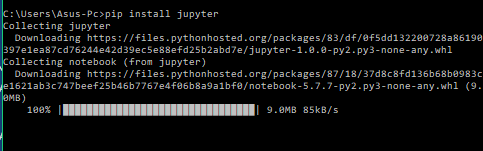 C:\Users\Asus-Pc>pip install jupyter
Collecting jupyter
  Downloading https://files.pythonhosted.org/packages/83/df/0f5dd132200728a86190
397e1ea87cd76244e42d39ec5e88efd25b2abd7e/jupyter-1.0.0-py2.py3-none-any.whl
Collecting notebook (from jupyter)
  Downloading https://files.pythonhosted.org/packages/87/18/37d8c8fd136b68b0983c
e1621ab3c747beef25b46b7767e4f06b8a9a1bf0/notebook-5.7.7-py2.py3-none-any.whl (9.
0MB)
    100% |████████████████████████████████| 9.0MB 85kB/s